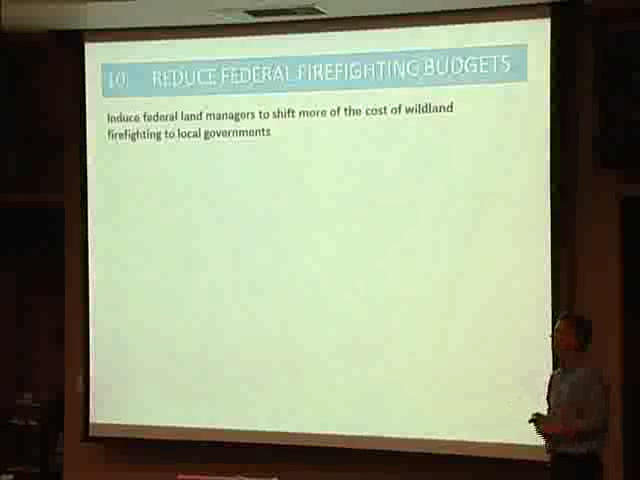 10. REDUCE FEDERAL FIREFIGHTING BUDGETS
Induce federal land managers to shift more of the cost of wildland
firefighting to local governments